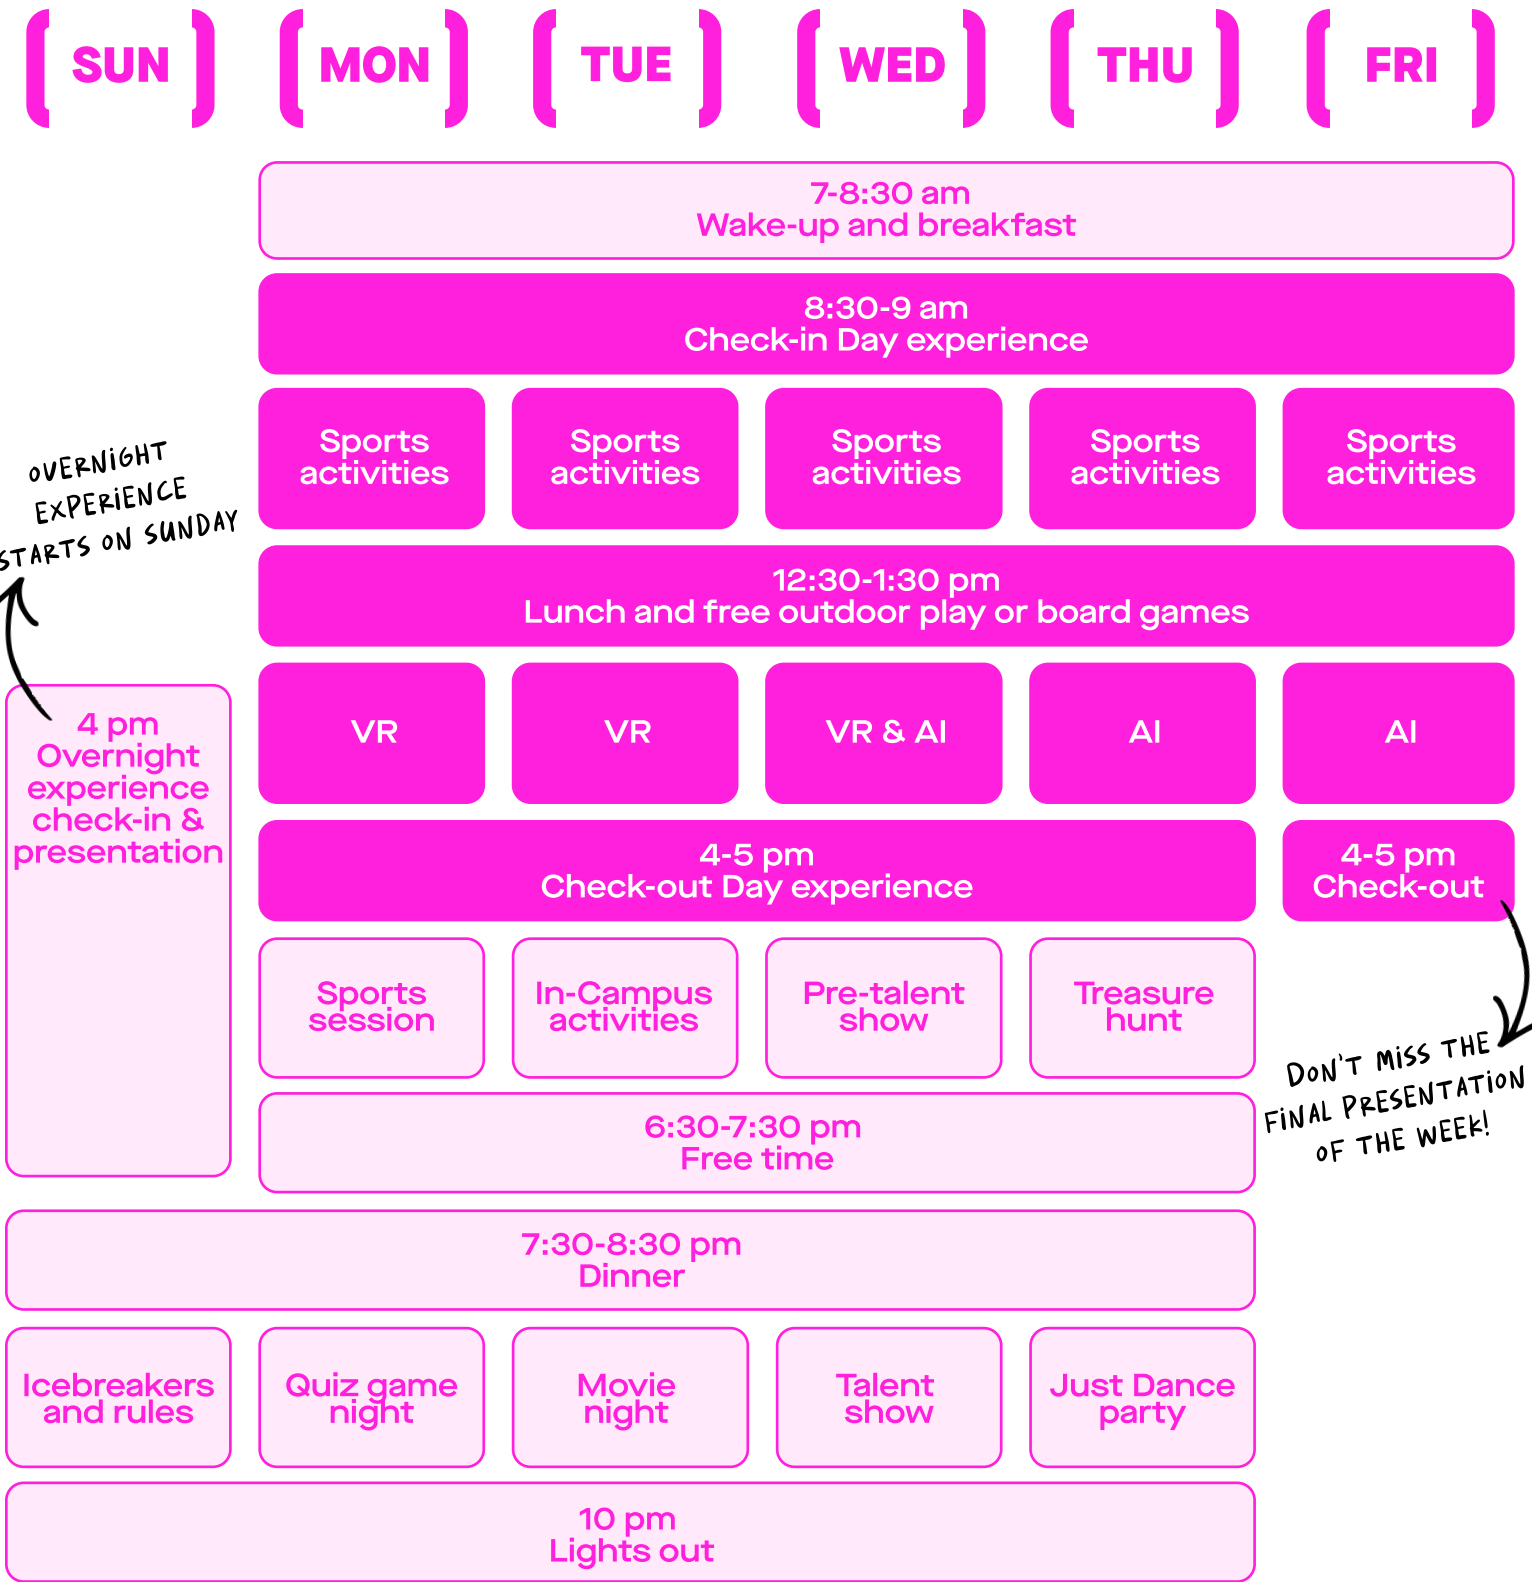 SUN
MON
TUE
WED
THU
FRI
7-8:30 am
Wake-up and breakfast
8:30-9 am
Check-in Day experience
Sports
activities
Sports
activities
Sports
activities
Sports
activities
Sports
activities
OVERNIGHT
EXPERIENCE
STARTS ON SUNDAY
12:30-1:30 pm
Lunch and free outdoor play or board games
4 pm
Overnight
experience
check-in &
presentation
VR
VR
VR & AI
AI
AI
4-5 pm
Check-out Day experience
4-5 pm
Check-out
Sports
session
In-Campus
activities
Pre-talent
show
Treasure
hunt
DON'T MISS THE
FINAL PRESENTATION
OF THE WEEK!
6:30-7:30 pm
Free time
7:30-8:30 pm
Dinner
Icebreakers
and rules
Quiz game
night
Movie
night
Talent
show
Just Dance
party
10 pm
Lights out